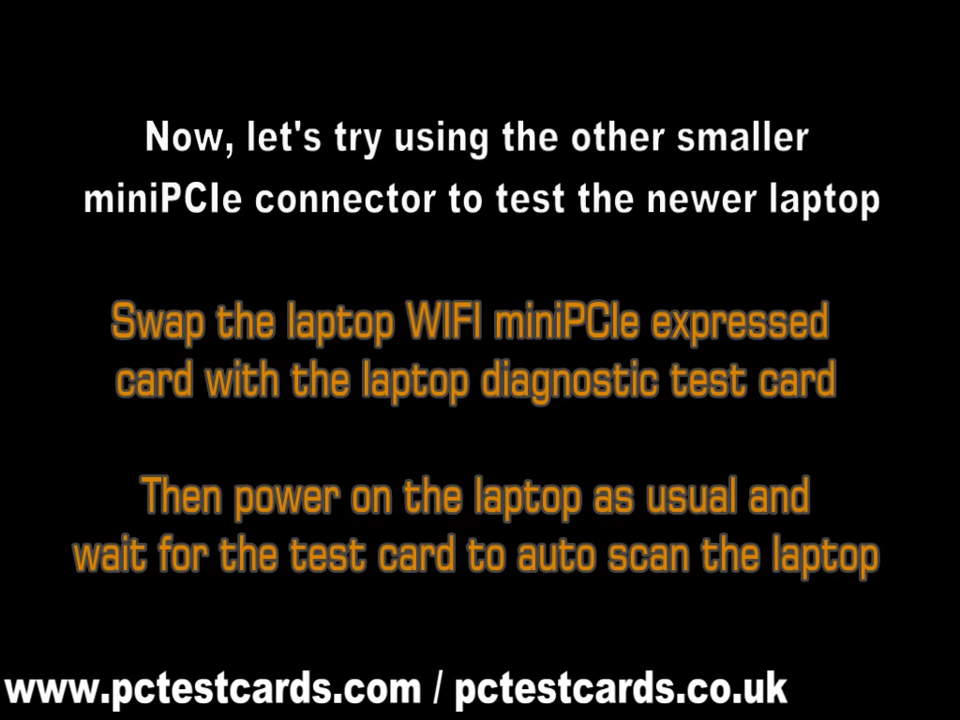 Now, let's try using the other smaller
miniPCIe connector to test the newer laptop
Swap the laptop WIFI miniPCIe expressed
card with the laptop diagnostic test card
Then power on the laptop as usual and
wait for the test card to auto scan the laptop
www.pctestcards.com / pctestcards.co.uk